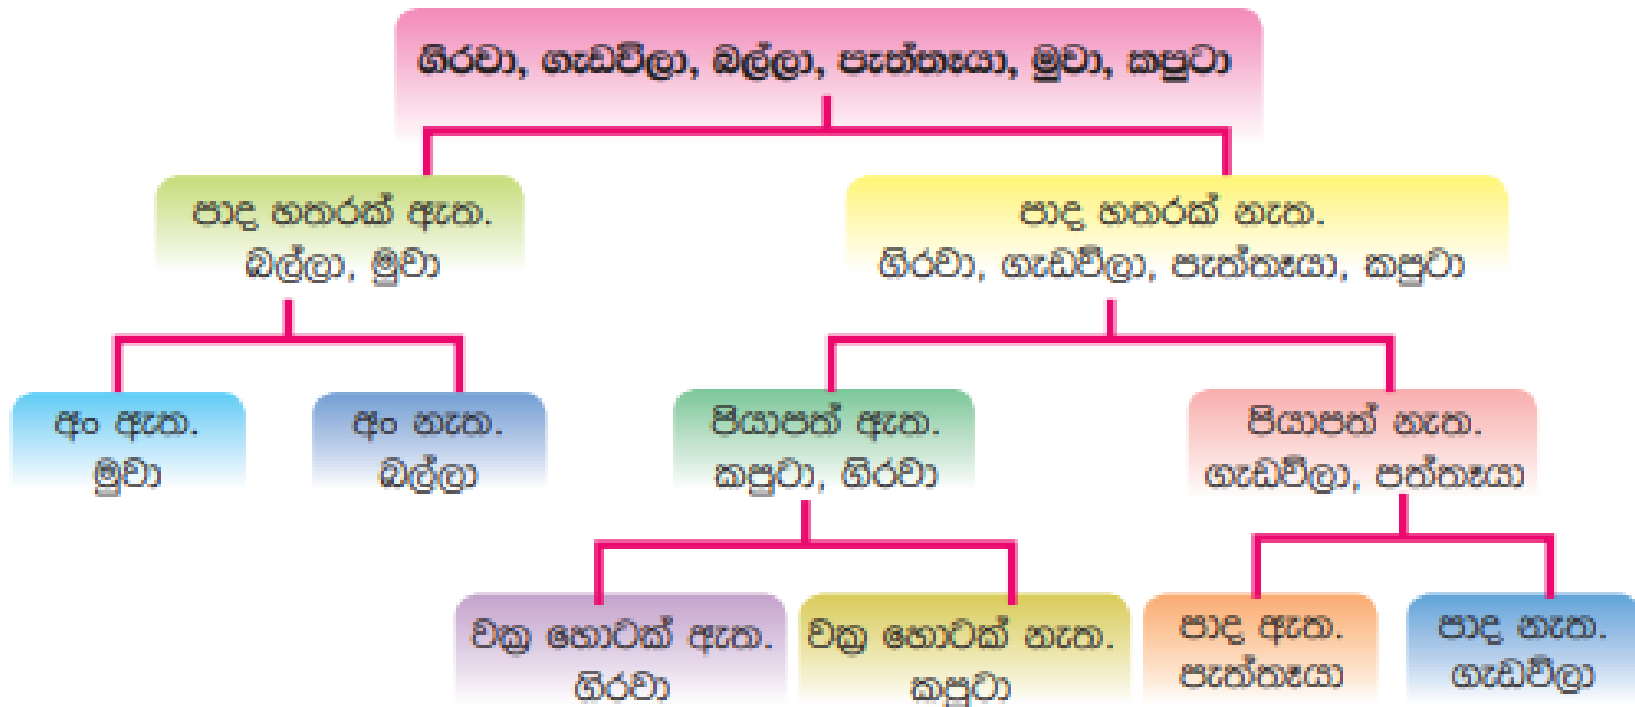 ගිරවා, ගැඩවිලා, බල්ලා, පැත්තෑයා, මුවා, කපුටා
පාද හතරක් ඇත.
බල්ලා, මුවා
පාද හතරක් නැත.
ගිරවා, ගැඩවිලා, පැත්තෑයා, කපුටා
අං ඇත.
මුවා
අං නැත.
බල්ලා
පියාපත් ඇත.
කපුටා, ගිරවා
පියාපත් නැත.
ගැඩවිලා, පත්තෑයා
වක්‍ර හොටක් ඇත.
ගිරවා
වක්‍ර හොටක් නැත.
කපුටා
පාද ඇත.
පැත්තෑයා
පාද නැත.
ගැඩවිලා